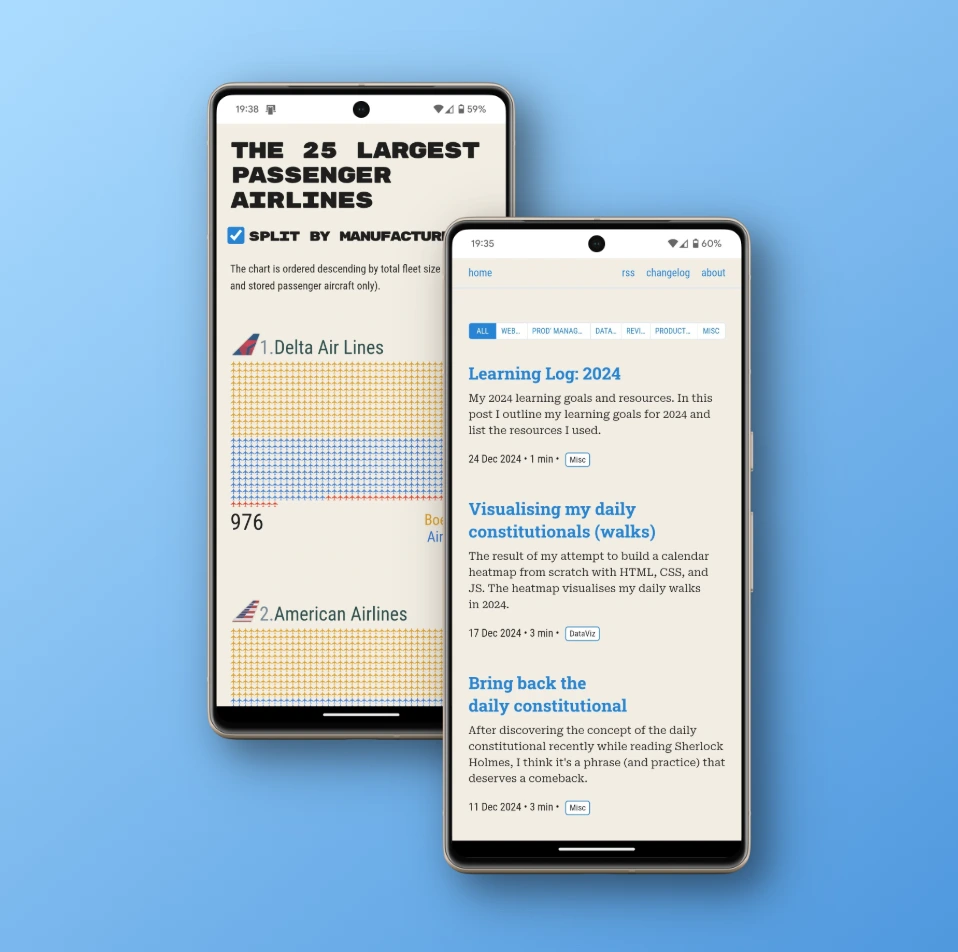 19:38
59%
THE 25 LARGEST
PASSENGER
AIRLINES
SPLIT BY
The chart is ordered descending by total fleet size
and stored passenger aircraft only).
1.Delta Air Lines
976
2.American Airlines
19:35
60%
home rss changelog about
ALL WEB… PROD' MANAG… DATA… REVI… PRODUCT… MISC
Learning Log: 2024
My 2024 learning goals and resources. In this
post I outline my learning goals for 2024 and
list the resources I used.
24 Dec 2024 • 1 min • Misc
Visualising my daily
constitutionals (walks)
The result of my attempt to build a calendar
heatmap from scratch with HTML, CSS, and
JS. The heatmap visualises my daily walks
in 2024.
17 Dec 2024 • 3 min • DataViz
Bring back the
daily constitutional
After discovering the concept of the daily
constitutional recently while reading Sherlock
Holmes, I think it's a phrase (and practice) that
deserves a comeback.
11 Dec 2024 • 3 min • Misc